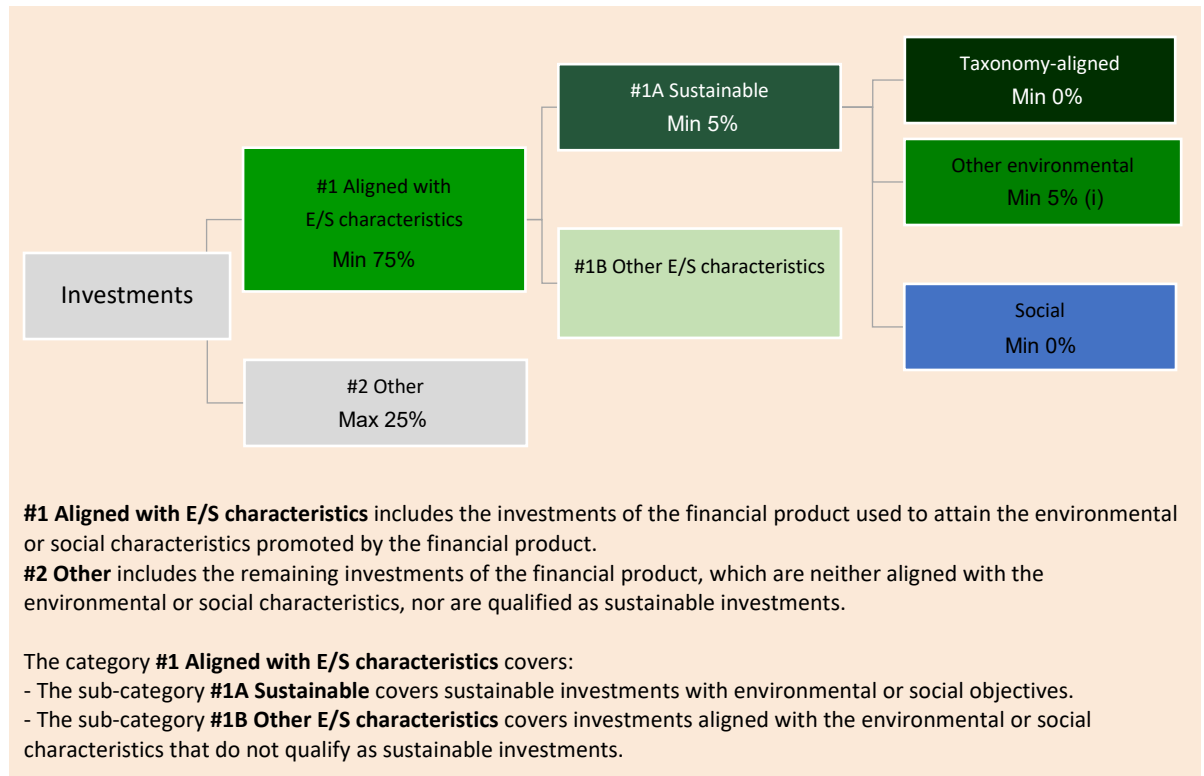 Taxonomy-aligned
Min 0%
#1A Sustainable
Min 5%
Other environmental
Min 5% (i)
#1 Aligned with
E/S characteristics
Min 75%
#1B Other E/S characteristics
Investments
Social
Min 0%
#2 Other
Max 25%
#1 Aligned with E/S characteristics includes the investments of the financial product used to attain the environmental
or social characteristics promoted by the financial product.
#2 Other includes the remaining investments of the financial product, which are neither aligned with the
environmental or social characteristics, nor are qualified as sustainable investments.
The category #1 Aligned with E/S characteristics covers:
- The sub-category #1A Sustainable covers sustainable investments with environmental or social objectives.
- The sub-category #1B Other E/S characteristics covers investments aligned with the environmental or social
characteristics that do not qualify as sustainable investments.